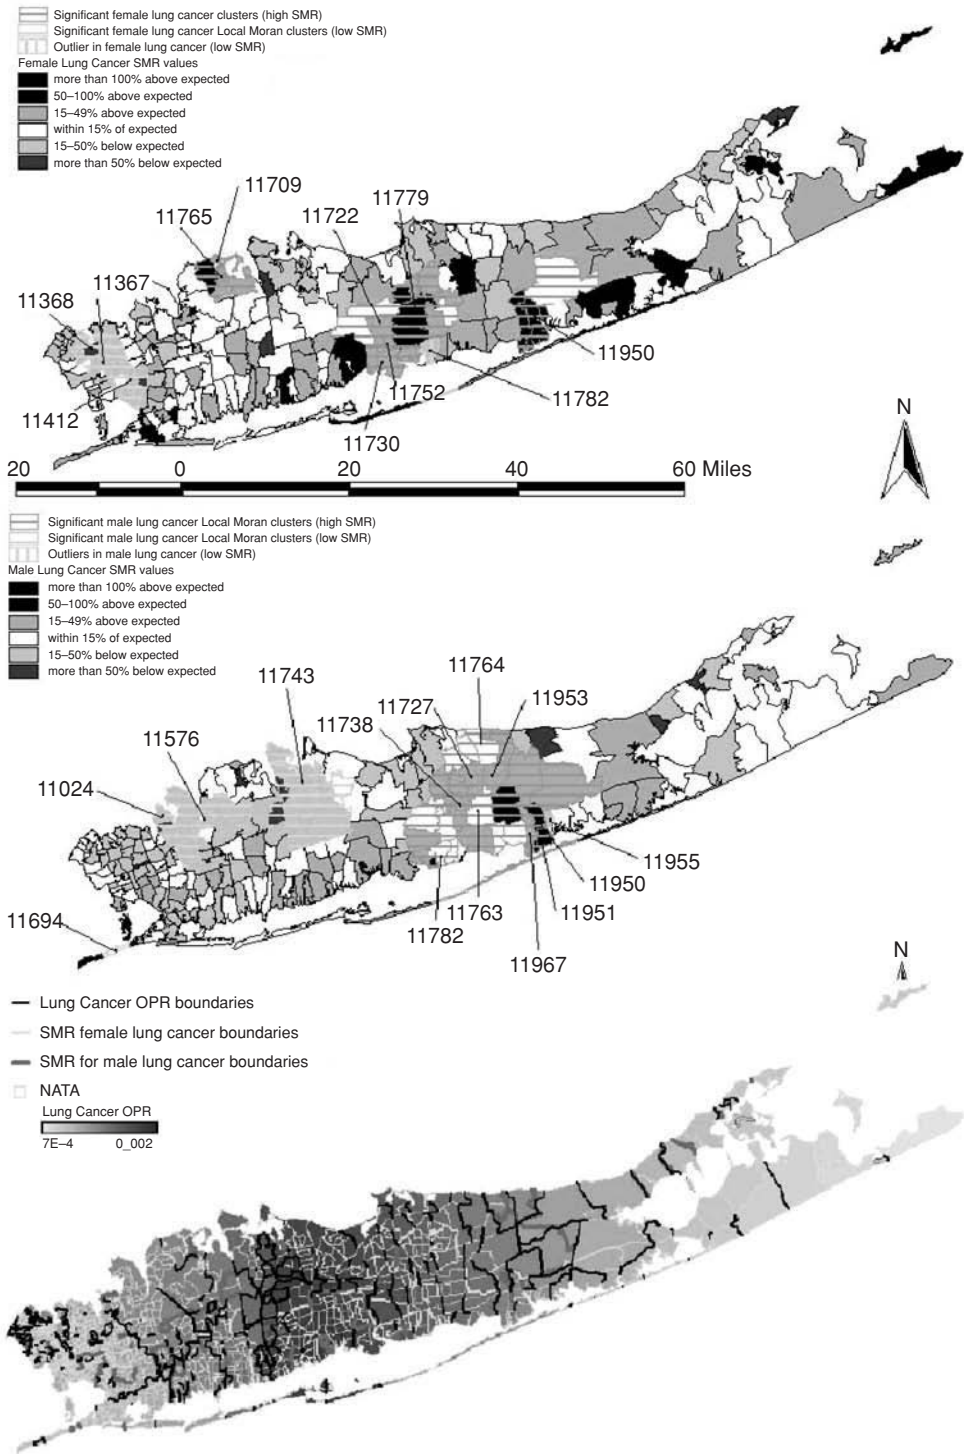 Significant female lung cancer clusters (high SMR)
Significant female lung cancer Local Moran clusters (low SMR)
Outlier in female lung cancer (low SMR)
Female Lung Cancer SMR values
more than 100% above expected
50–100% above expected
15–49% above expected
within 15% of expected
15–50% below expected
more than 50% below expected
11709
11779
11765
11722
11367
11368
11950
11752
11782
11412
11730
N
20 0 20 40 60 Miles
Significant male lung cancer Local Moran clusters (high SMR)
Significant male lung cancer Local Moran clusters (low SMR)
Outliers in male lung cancer (low SMR)
Male Lung Cancer SMR values
more than 100% above expected
50–100% above expected
15–49% above expected
within 15% of expected
15–50% below expected
more than 50% below expected
11764
11743
11953
11727
11738
11576
11024
11955
11950
11763
11951
11694
11782
11967
N
Lung Cancer OPR boundaries
SMR female lung cancer boundaries
SMR for male lung cancer boundaries
NATA
Lung Cancer OPR
7E–4 0_002